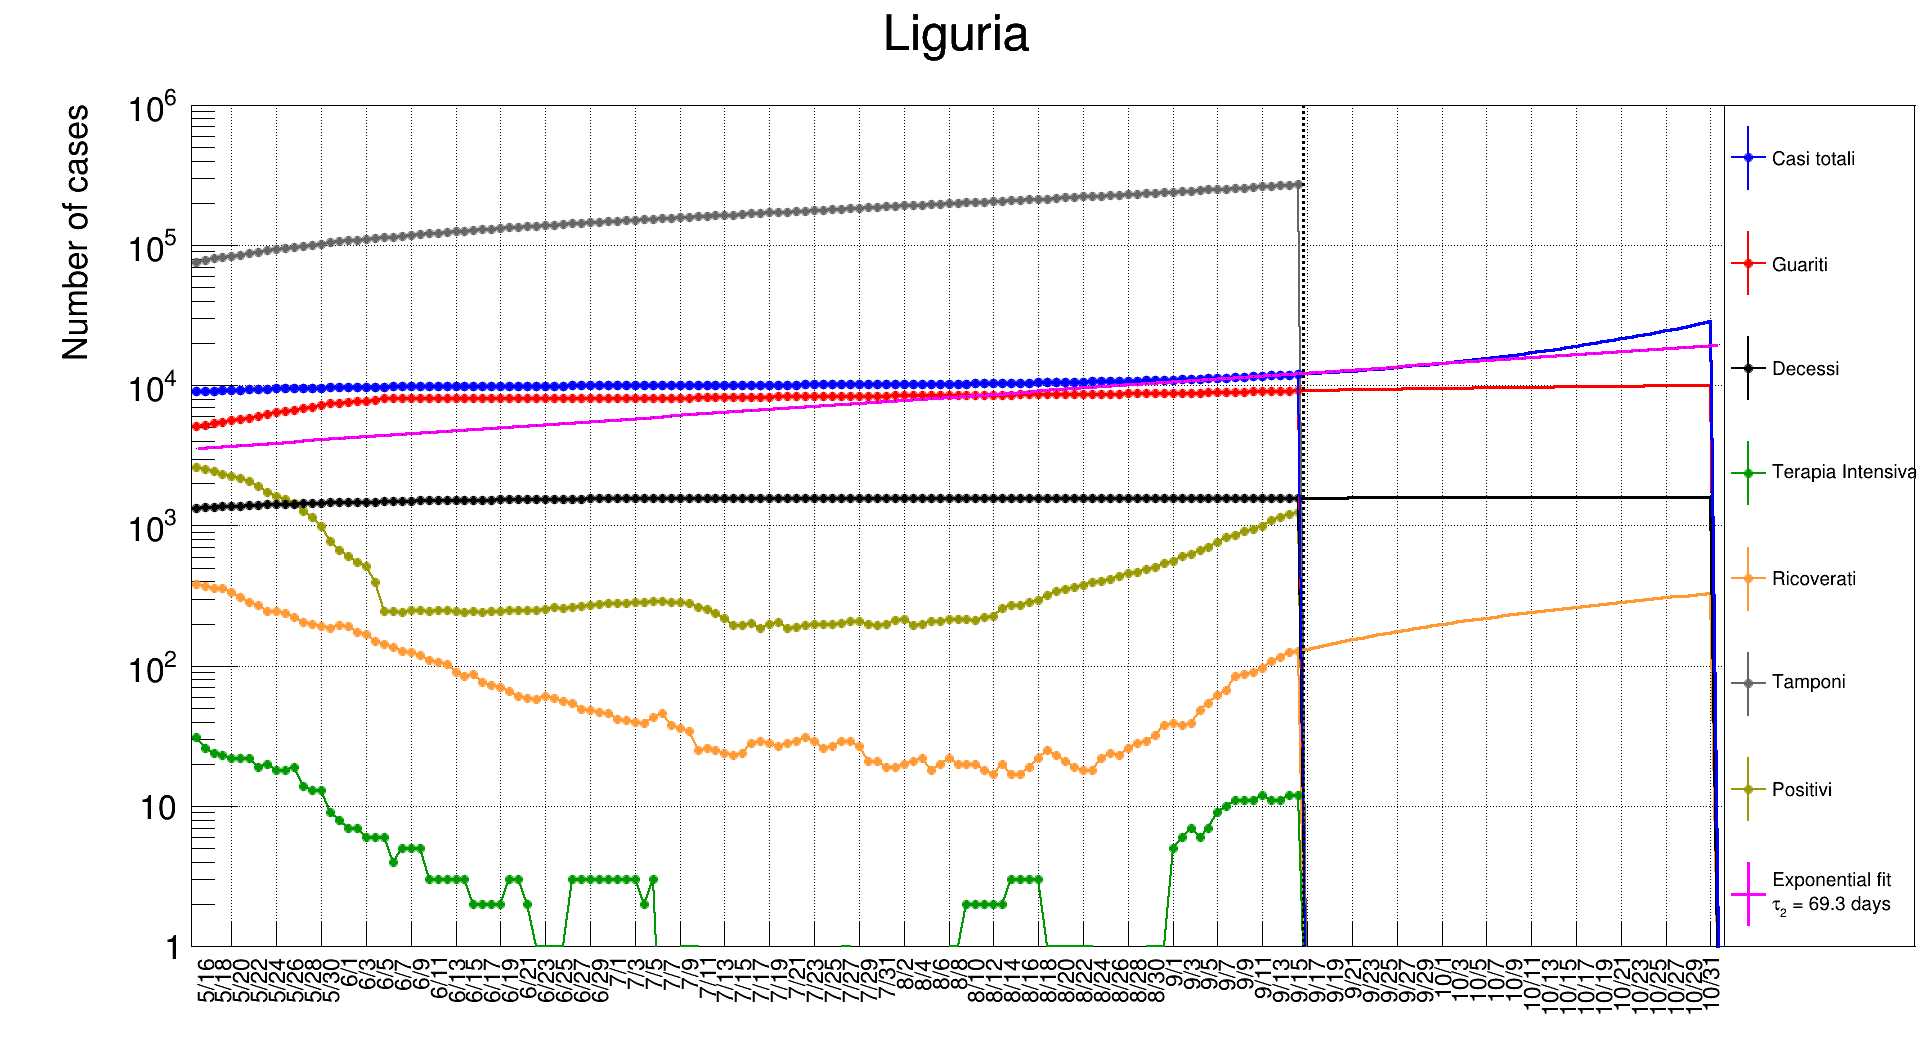 Liguria
Number of cases
10^6
10^5
10^4
10^3
10^2
10
1
5/16 5/18 5/20 5/22 5/24 5/26 5/28 5/30 6/1 6/3 6/5 6/7 6/9 6/11 6/13 6/15 6/17 6/19 6/21 6/23 6/25 6/27 6/29 7/1 7/3 7/5 7/7 7/9 7/11 7/13 7/15 7/17 7/19 7/21 7/23 7/25 7/27 7/29 7/31 8/2 8/4 8/6 8/8 8/10 8/12 8/14 8/16 8/18 8/20 8/22 8/24 8/26 8/28 8/30 9/1 9/3 9/5 9/7 9/9 9/11 9/13 9/15 9/17 9/19 9/21 9/23 9/25 9/27 9/29 10/1 10/3 10/5 10/7 10/9 10/11 10/13 10/15 10/17 10/19 10/21 10/23 10/25 10/27 10/29 10/31
Casi totali
Guariti
Decessi
Terapia Intensiva
Ricoverati
Tamponi
Positivi
Exponential fit
τ_2 = 69.3 days